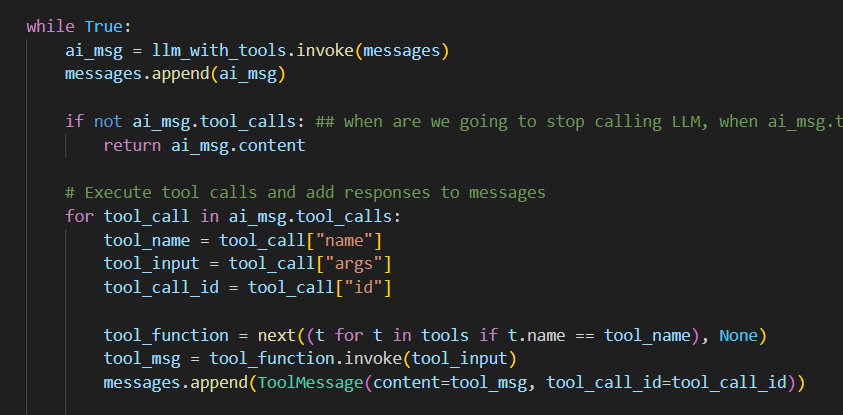 while True:
ai_msg = llm_with_tools.invoke(messages)
messages.append(ai_msg)
if not ai_msg.tool_calls: ## when are we going to stop calling LLM, when ai_msg.t
return ai_msg.content
# Execute tool calls and add responses to messages
for tool_call in ai_msg.tool_calls:
tool_name = tool_call["name"]
tool_input = tool_call["args"]
tool_call_id = tool_call["id"]
tool_function = next((t for t in tools if t.name == tool_name), None)
tool_msg = tool_function.invoke(tool_input)
messages.append(ToolMessage(content=tool_msg, tool_call_id=tool_call_id))